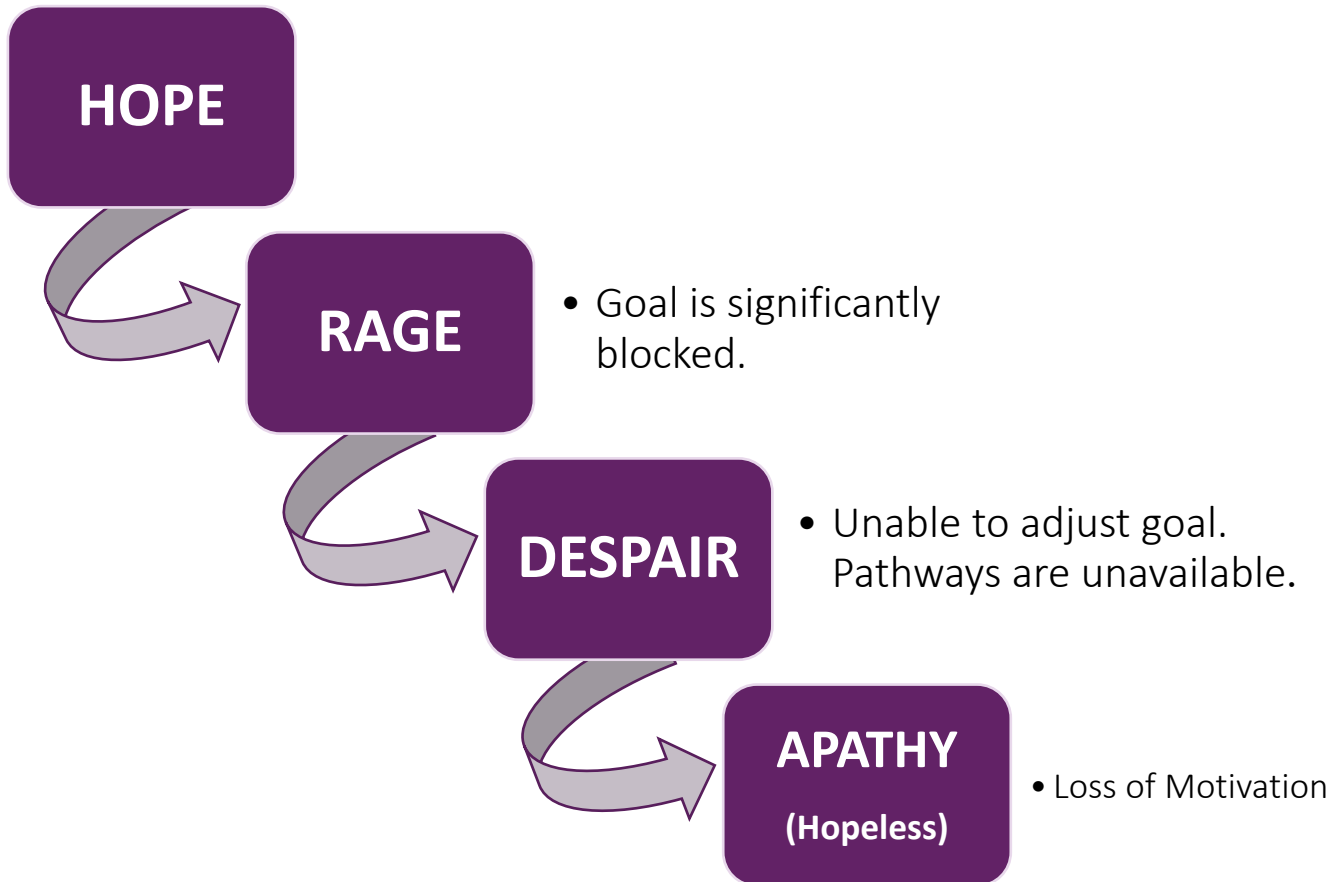 HOPE
RAGE
• Goal is significantly
blocked.
DESPAIR
• Unable to adjust goal.
Pathways are unavailable.
APATHY
(Hopeless)
• Loss of Motivation